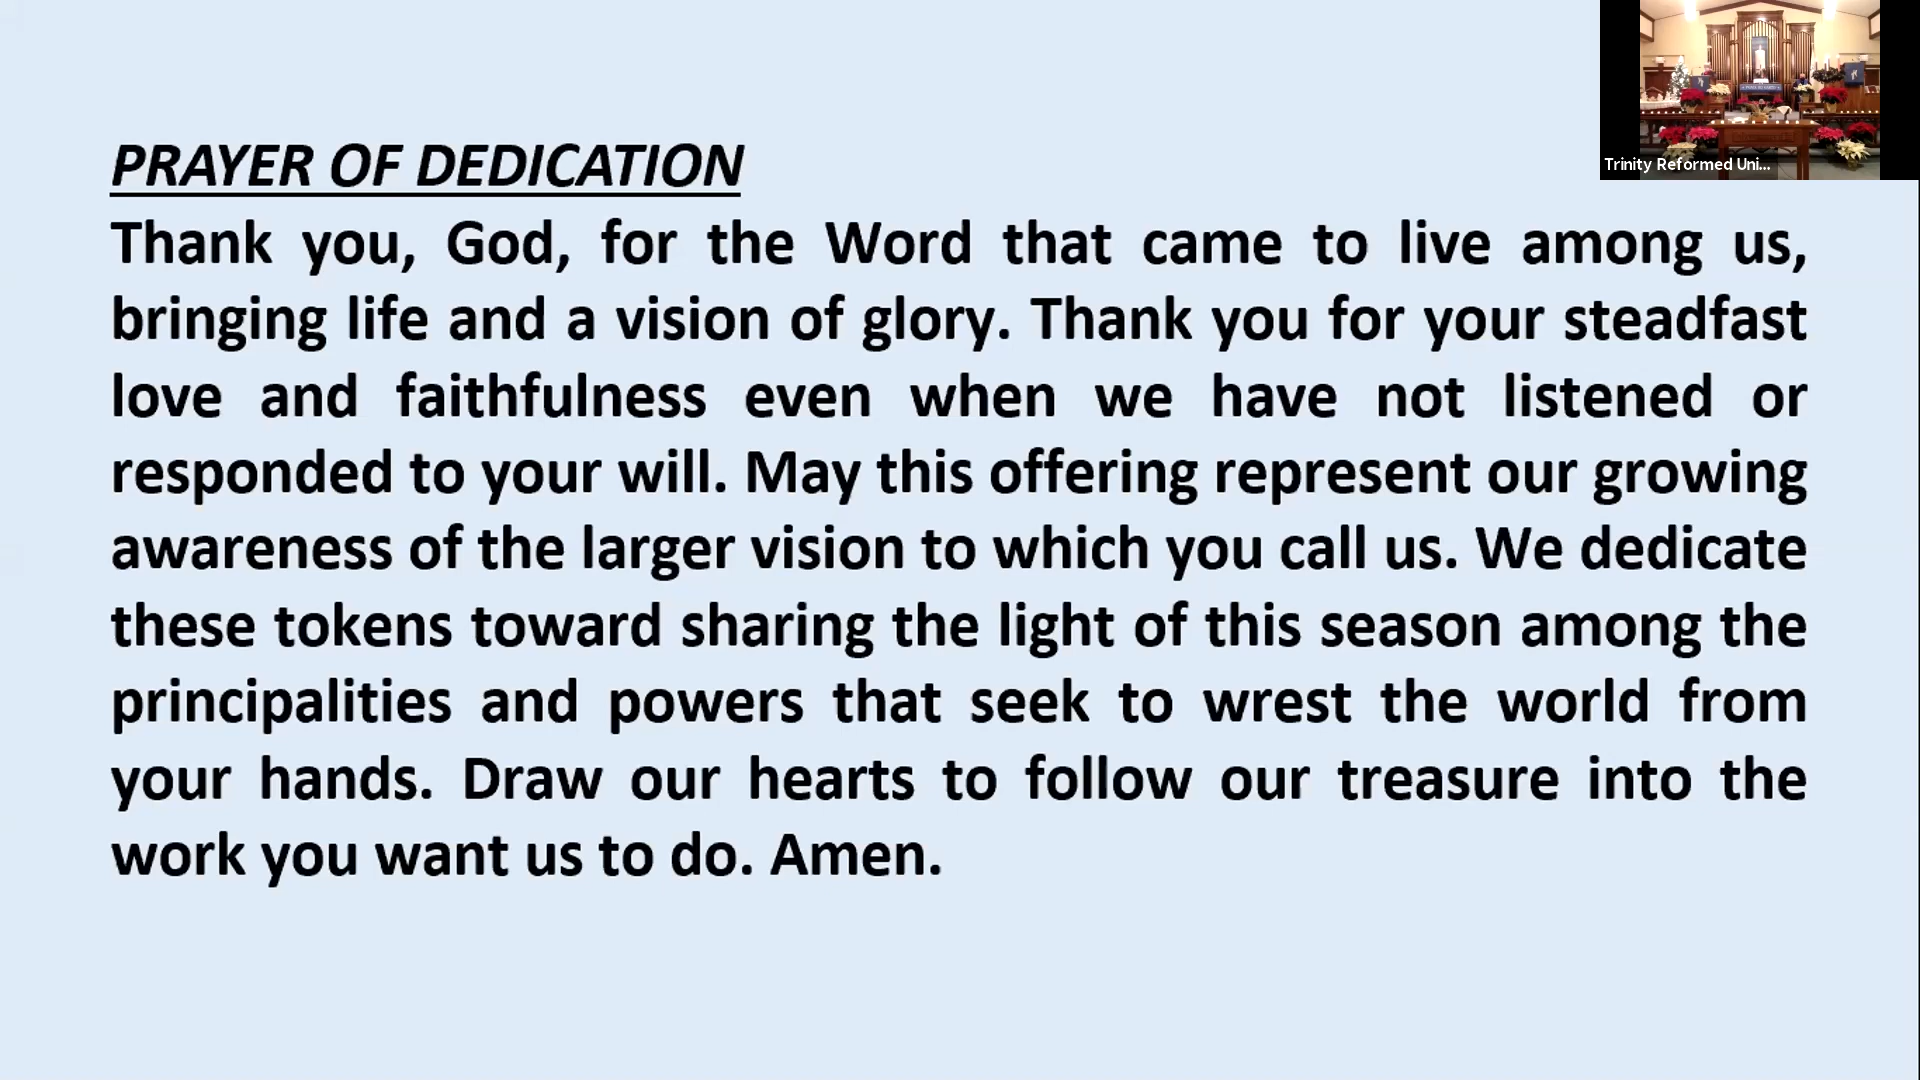 PRAYER OF DEDICATION
Thank you, God, for the Word that came to live among us,
bringing life and a vision of glory. Thank you for your steadfast
love and faithfulness even when we have not listened or
responded to your will. May this offering represent our growing
awareness of the larger vision to which you call us. We dedicate
these tokens toward sharing the light of this season among the
principalities and powers that seek to wrest the world from
your hands. Draw our hearts to follow our treasure into the
work you want us to do. Amen.
Trinity Reformed Uni...